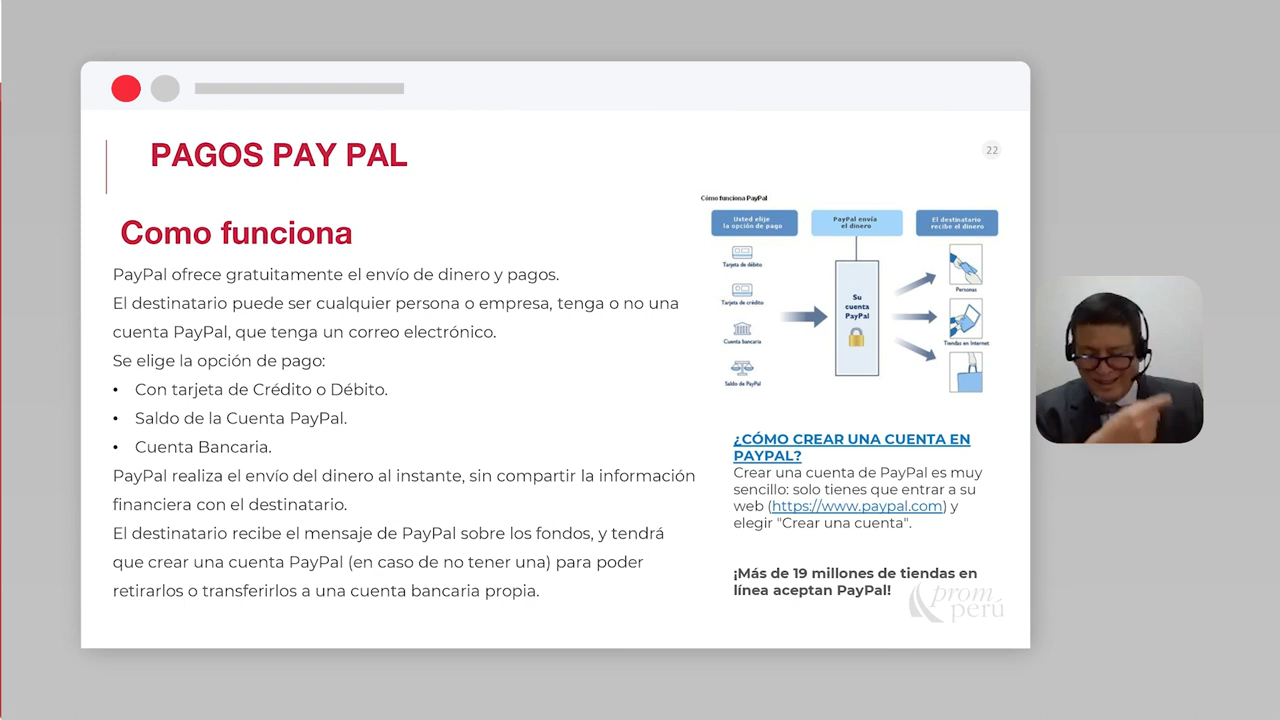 PAGOS PAY PAL
22
Como funciona
PayPal ofrece gratuitamente el envío de dinero y pagos.
El destinatario puede ser cualquier persona o empresa, tenga o no una
cuenta PayPal, que tenga un correo electrónico.
Se elige la opción de pago:
• Con tarjeta de Crédito o Débito.
• Saldo de la Cuenta PayPal.
• Cuenta Bancaria.
PayPal realiza el envío del dinero al instante, sin compartir la información
financiera con el destinatario.
El destinatario recibe el mensaje de PayPal sobre los fondos, y tendrá
que crear una cuenta PayPal (en caso de no tener una) para poder
retirarlos o transferirlos a una cuenta bancaria propia.
Cómo funciona PayPal
Usted elije
la opción de pago
PayPal envía
el dinero
El destinatario
recibe el dinero
Tarjeta de débito
Tarjeta de crédito
Cuenta bancaria
Saldo de PayPal
Su
cuenta
PayPal
Personas
Tiendas en Internet
¿CÓMO CREAR UNA CUENTA EN
PAYPAL?
Crear una cuenta de PayPal es muy
sencillo: solo tienes que entrar a su
web (https://www.paypal.com) y
elegir "Crear una cuenta".
¡Más de 19 millones de tiendas en
línea aceptan PayPal!
prom
perú